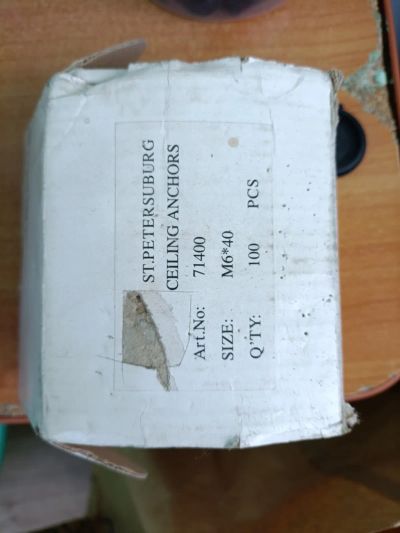 ST.PETERSUBURG
CEILING ANCHORS
Art.No: 71400
SIZE: M6*40
Q'TY: 100 PCS